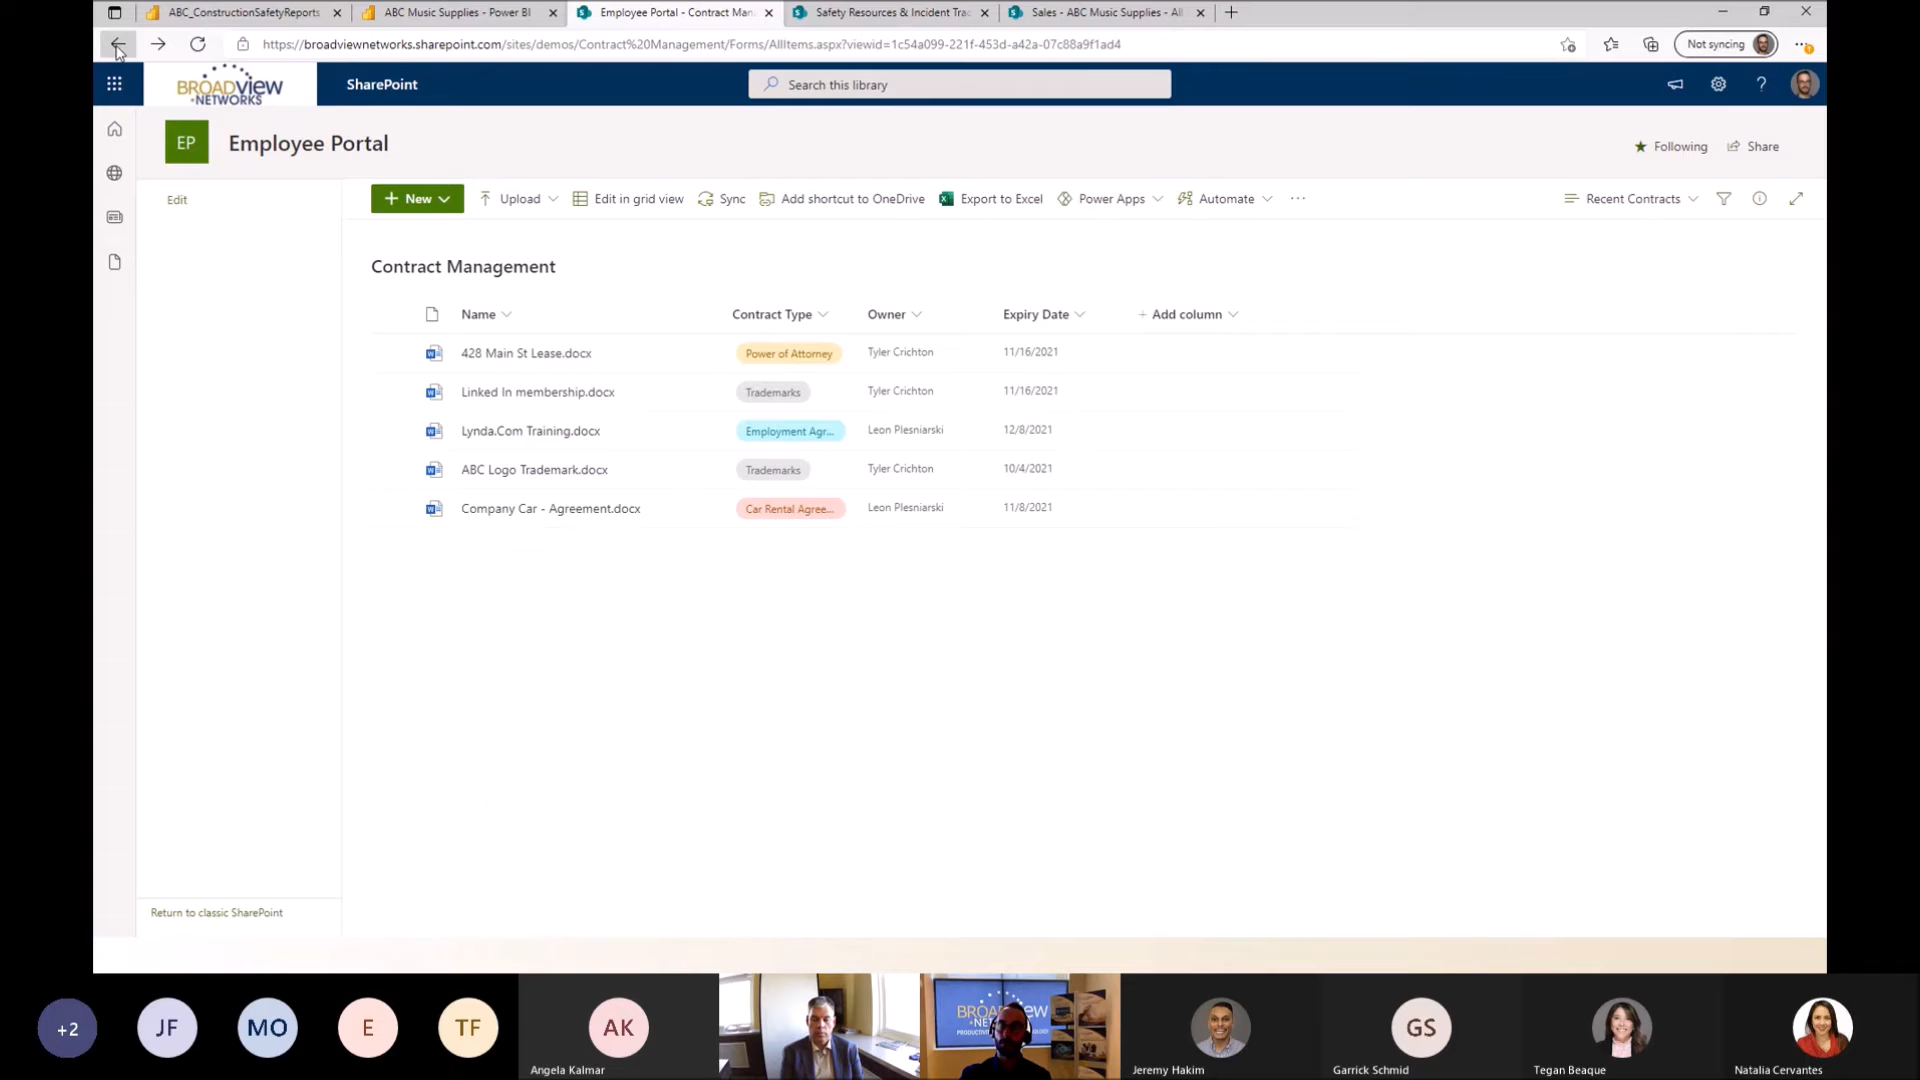 ABC_ConstructionSafetyReports
ABC Music Supplies - Power BI
Employee Portal - Contract Man
Safety Resources & Incident Trac
Sales - ABC Music Supplies - All
https://broadviewnetworks.sharepoint.com/sites/demos/Contract%20Management/Forms/AllItems.aspx?viewid=1c54a099-221f-453d-a42a-07c88a9f1ad4
Not syncing
BROADVIEW NETWORKS
SharePoint
Search this library
EP
Employee Portal
Following
Share
Edit
New
Upload
Edit in grid view
Sync
Add shortcut to OneDrive
Export to Excel
Power Apps
Automate
Recent Contracts
Contract Management
Name Contract Type Owner Expiry Date + Add column
428 Main St Lease.docx Power of Attorney Tyler Crichton 11/16/2021
Linked In membership.docx Trademarks Tyler Crichton 11/16/2021
Lynda.Com Training.docx Employment Agr... Leon Plesniarski 12/8/2021
ABC Logo Trademark.docx Trademarks Tyler Crichton 10/4/2021
Company Car - Agreement.docx Car Rental Agree... Leon Plesniarski 11/8/2021
Return to classic SharePoint
+2
JF
MO
E
TF
AK
Angela Kalmar
BROADVIEW NETWORKS
Jeremy Hakim
GS
Garrick Schmid
Tegan Beaque
Natalia Cervantes